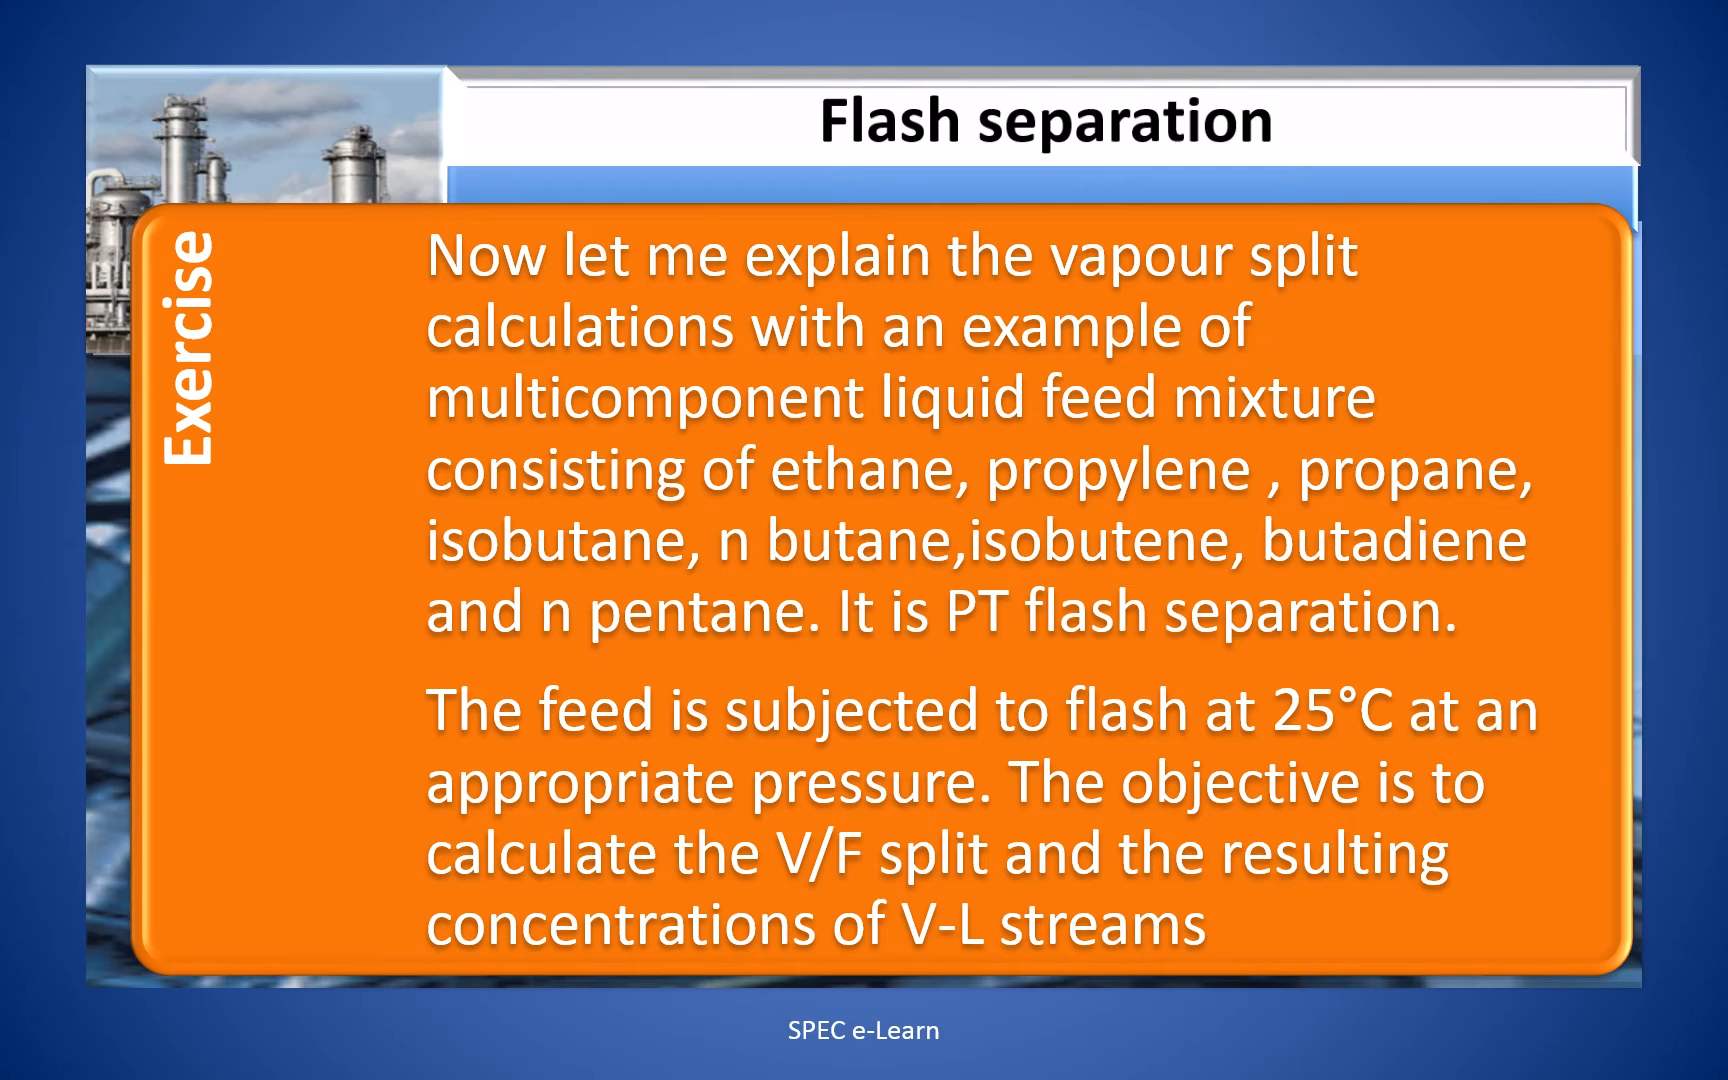 Flash separation
Exercise
Now let me explain the vapour split
calculations with an example of
multicomponent liquid feed mixture
consisting of ethane, propylene , propane,
isobutane, n butane,isobutene, butadiene
and n pentane. It is PT flash separation.
The feed is subjected to flash at 25°C at an
appropriate pressure. The objective is to
calculate the V/F split and the resulting
concentrations of V-L streams
SPEC e-Learn